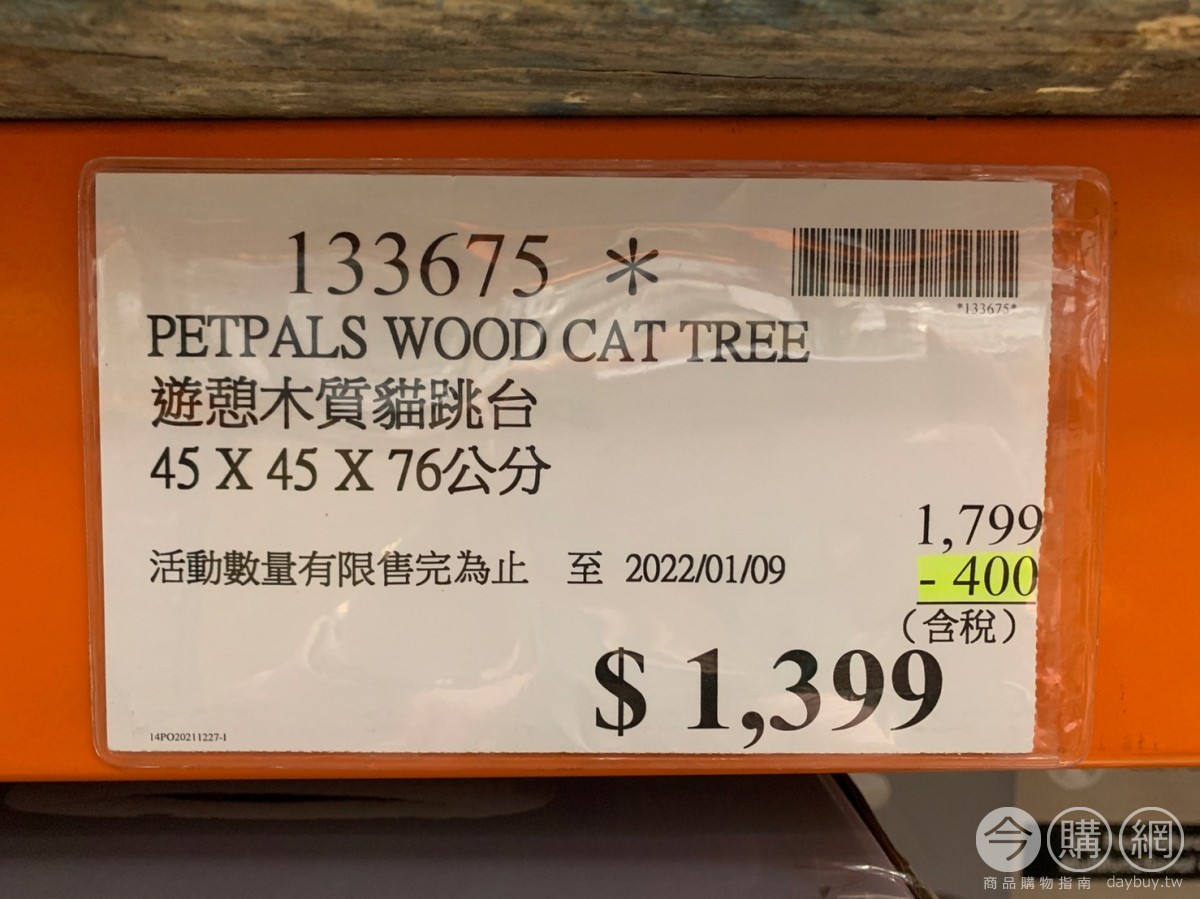 133675 *
*133675*
PETPALS WOOD CAT TREE
遊憩木質貓跳台
45 X 45 X 76公分
1,799
活動數量有限售完為止 至 2022/01/09
- 400
(含稅)
$ 1,399
14PO20211227-1
今購網
商品購物指南 daybuy.tw